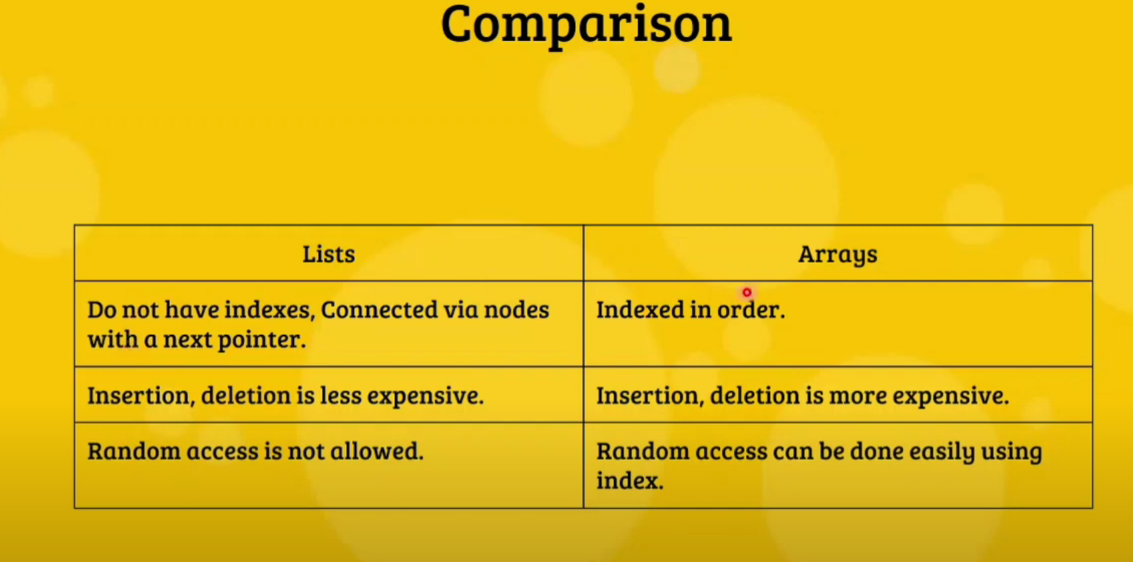 Comparison
Lists
Arrays
Do not have indexes, Connected via nodes
with a next pointer.
Indexed in order.
Insertion, deletion is less expensive.
Insertion, deletion is more expensive.
Random access is not allowed.
Random access can be done easily using
index.